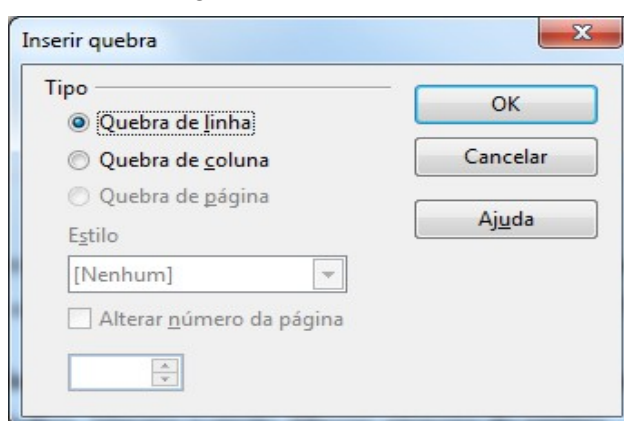 Inserir quebra
Tipo
Quebra de linha
Quebra de coluna
Quebra de página
Estilo
[Nenhum]
Alterar número da página
OK
Cancelar
Ajuda